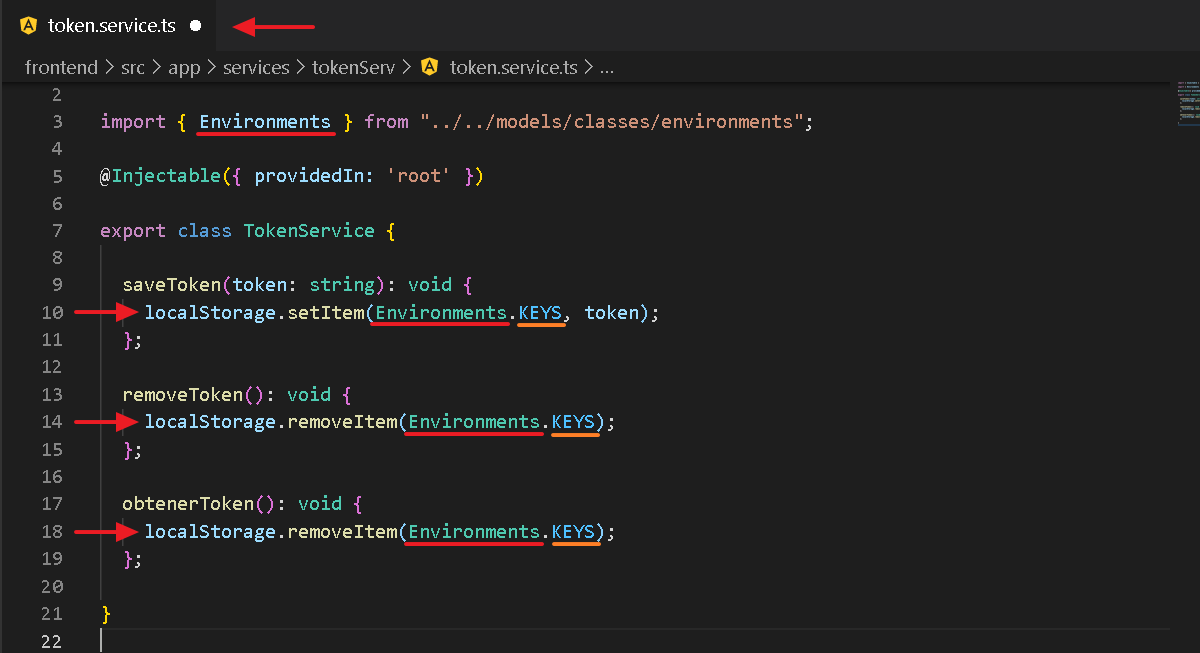 token.service.ts
frontend > src > app > services > tokenServ > token.service.ts > ...
2
3 import { Environments } from "../../models/classes/environments";
4
5 @Injectable({ providedIn: 'root' })
6
7 export class TokenService {
8
9 saveToken(token: string): void {
10 localStorage.setItem(Environments.KEYS, token);
11 };
12
13 removeToken(): void {
14 localStorage.removeItem(Environments.KEYS);
15 };
16
17 obtenerToken(): void {
18 localStorage.removeItem(Environments.KEYS);
19 };
20
21 }
22